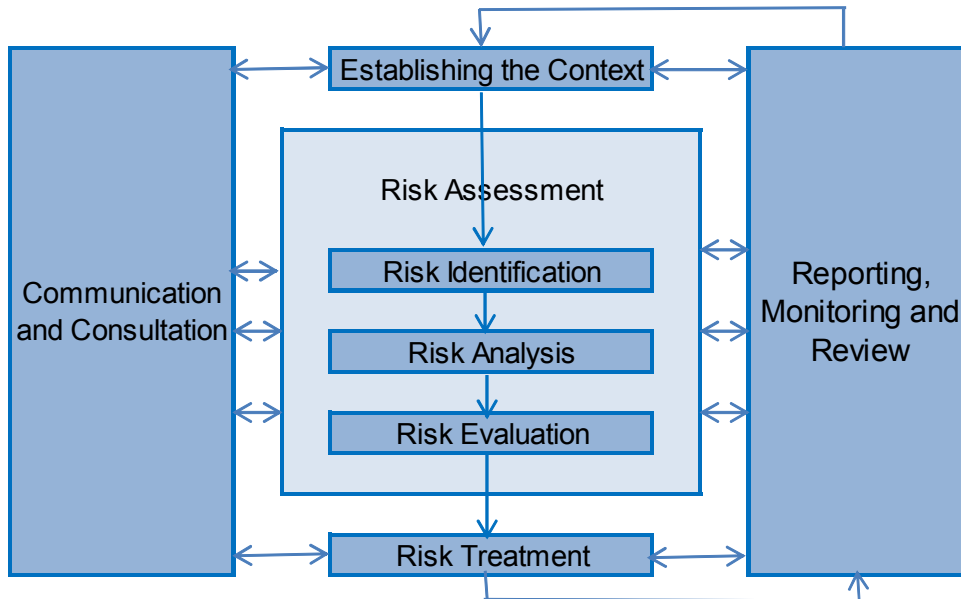 Establishing the Context
Risk Assessment
Risk Identification
Risk Analysis
Risk Evaluation
Risk Treatment
Communication
and Consultation
Reporting,
Monitoring and
Review